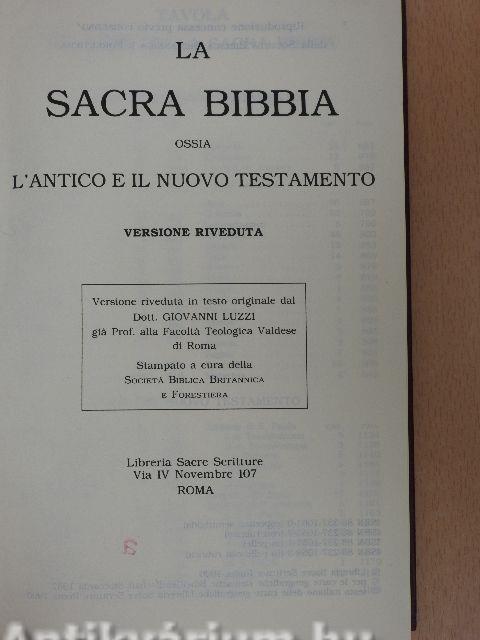 LA
SACRA BIBBIA
OSSIA
L'ANTICO E IL NUOVO TESTAMENTO
VERSIONE RIVEDUTA
Versione riveduta in testo originale dal
Dott. GIOVANNI LUZZI
già Prof. alla Facoltà Teologica Valdese
di Roma
Stampato a cura della
SOCIETÀ BIBLICA BRITANNICA
E FORESTIERA
Libreria Sacre Scritture
Via IV Novembre 107
ROMA
Antikvárium.hu